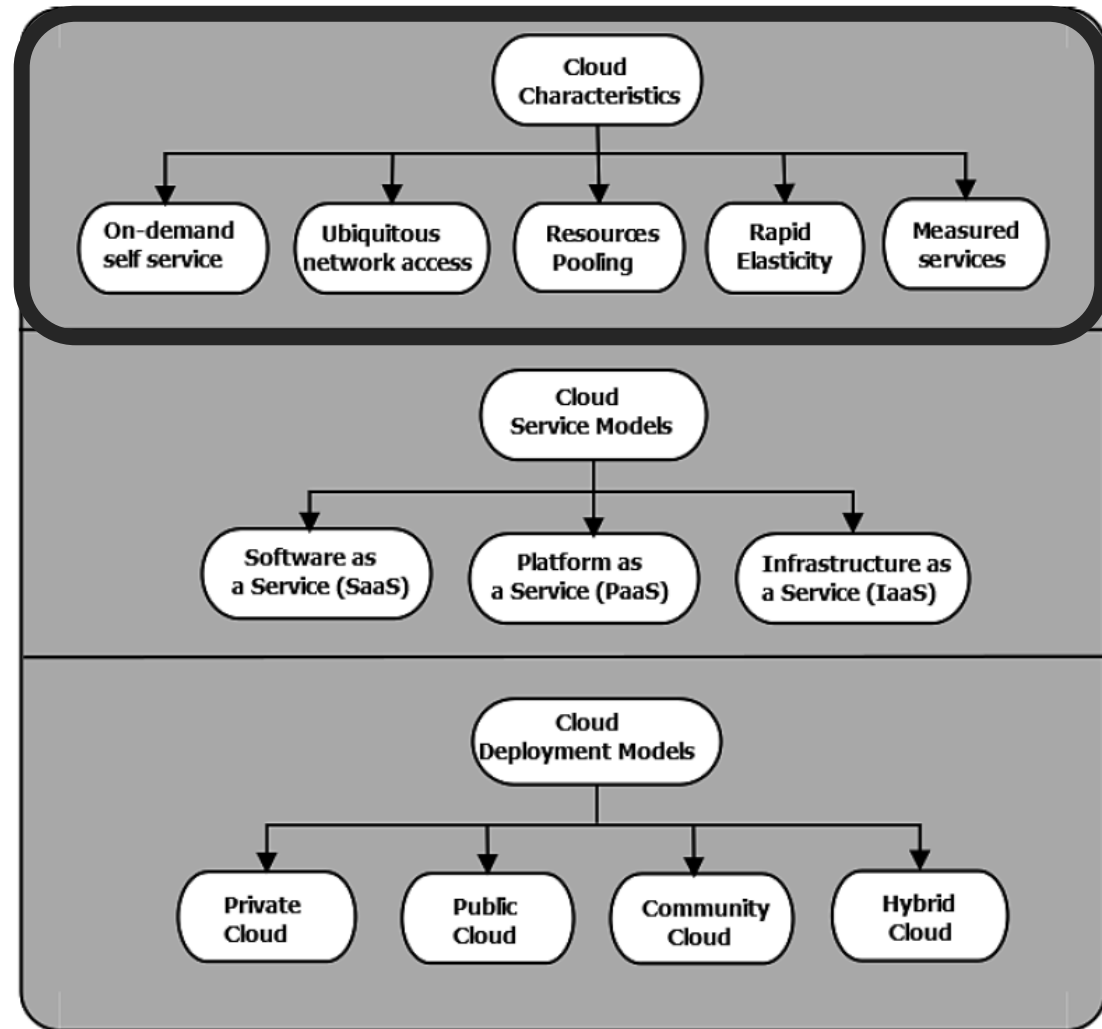 Cloud
Characteristics
On-demand
self service
Ubiquitous
network access
Resources
Pooling
Rapid
Elasticity
Measured
services
Cloud
Service Models
Software as
a Service (SaaS)
Platform as
a Service (PaaS)
Infrastructure as
a Service (IaaS)
Cloud
Deployment Models
Private
Cloud
Public
Cloud
Community
Cloud
Hybrid
Cloud